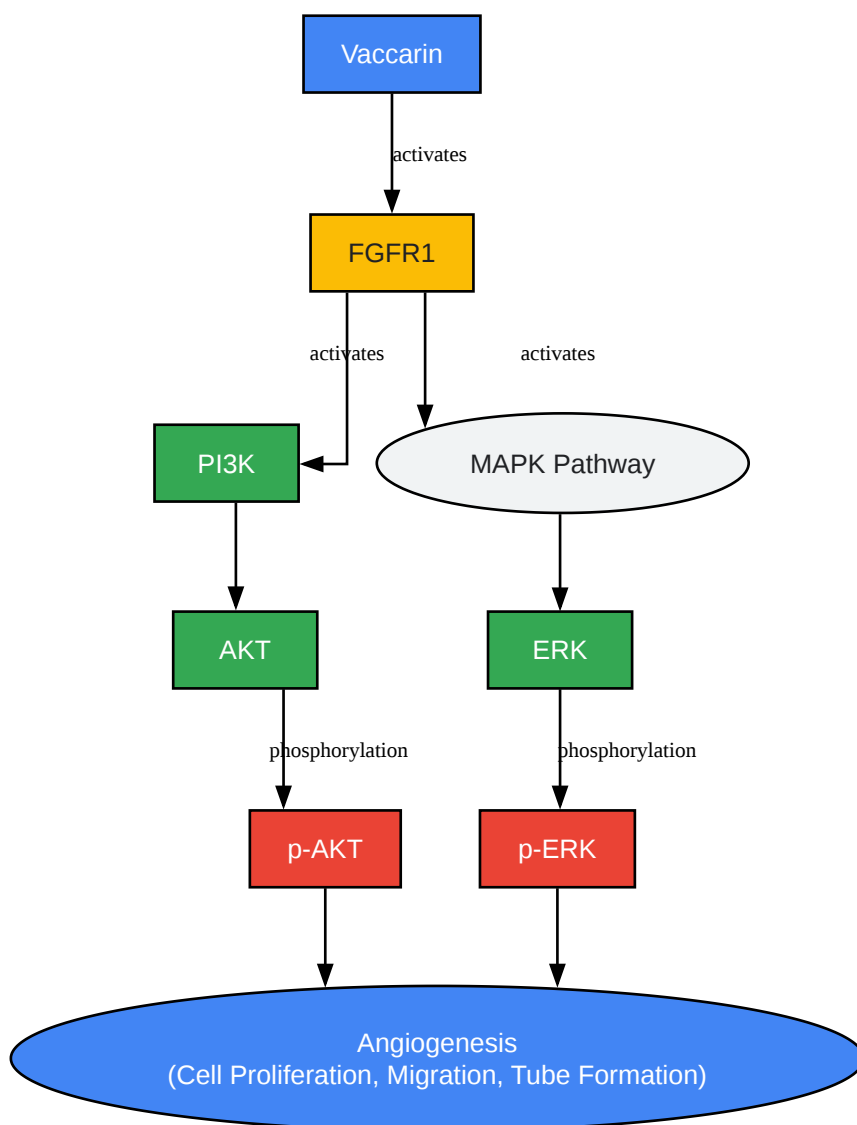 Vaccarin
activates
FGFR1
activates
activates
PI3K
MAPK Pathway
AKT
ERK
phosphorylation
phosphorylation
p-AKT
p-ERK
Angiogenesis
(Cell Proliferation, Migration, Tube Formation)